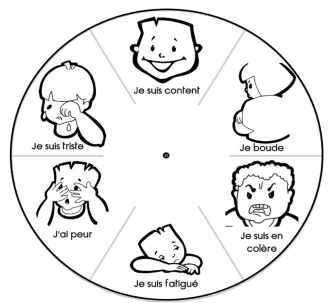 Je suis content
Je suis triste
Je boude
J'ai peur
Je suis en
colère
Je suis fatigué